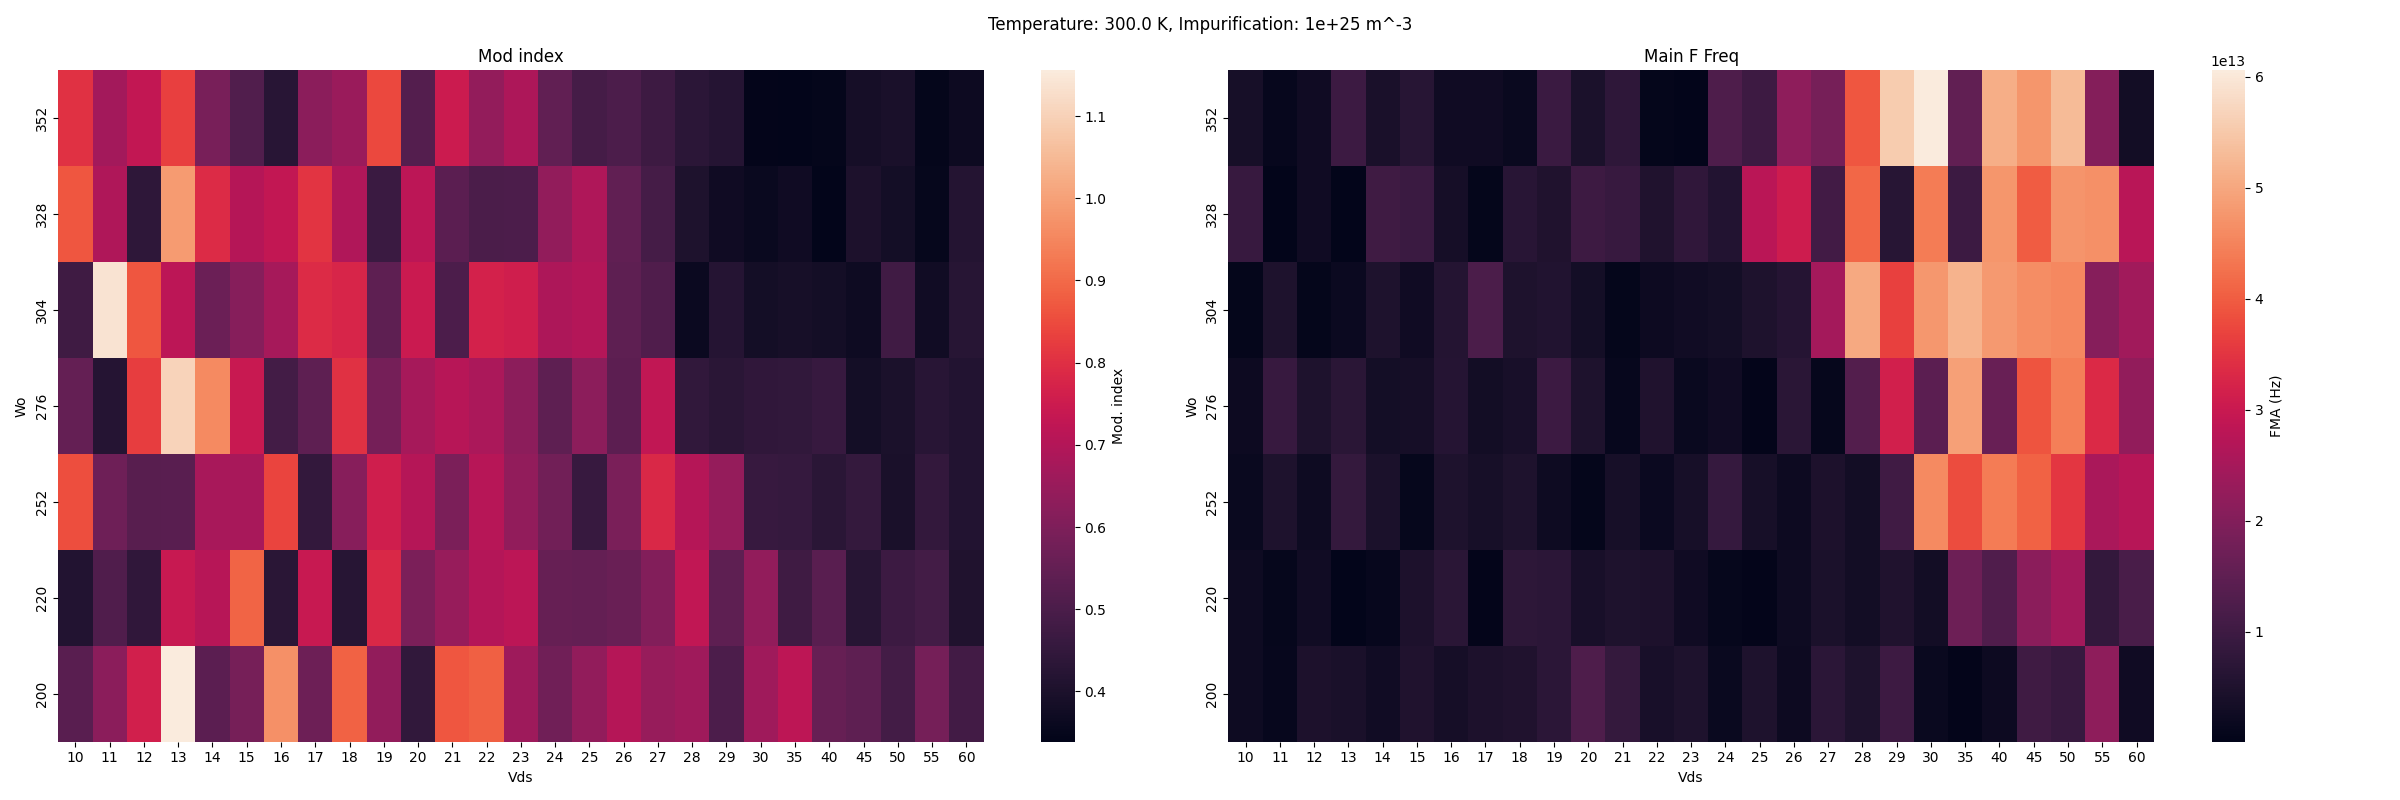 Temperature: 300.0 K, Impurification: 1e+25 m^-3
Mod index
352
328
304
276
252
220
200
Wo
10 11 12 13 14 15 16 17 18 19 20 21 22 23 24 25 26 27 28 29 30 35 40 45 50 55 60
Vds
1.1
1.0
0.9
0.8
0.7
0.6
0.5
0.4
Mod. index
Main F Freq
352
328
304
276
252
220
200
Wo
10 11 12 13 14 15 16 17 18 19 20 21 22 23 24 25 26 27 28 29 30 35 40 45 50 55 60
Vds
1e13
6
5
4
3
2
1
FMA (Hz)